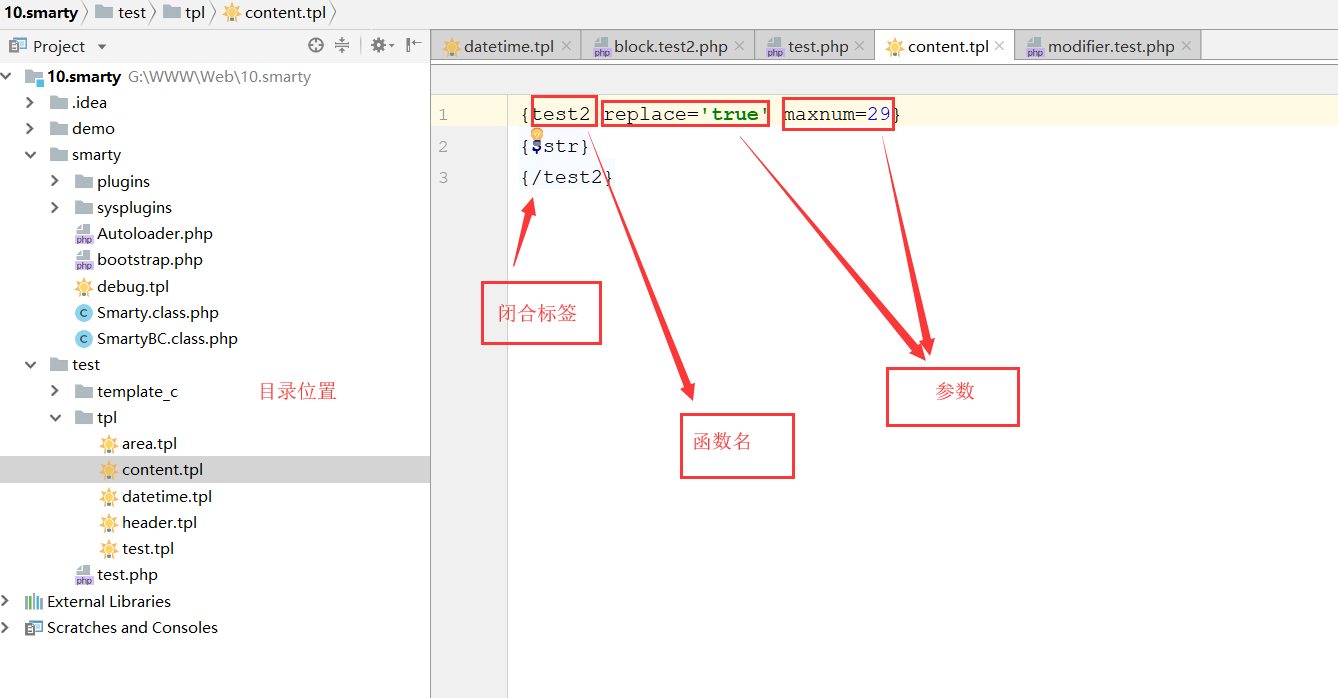 10.smarty test tpl content.tpl
Project
datetime.tpl block.test2.php test.php content.tpl modifier.test.php
10.smarty G:\WWW\Web\10.smarty
.idea
demo
smarty
plugins
sysplugins
php Autoloader.php
php bootstrap.php
debug.tpl
C Smarty.class.php
C SmartyBC.class.php
test
template_c
tpl
area.tpl
content.tpl
datetime.tpl
header.tpl
test.tpl
php test.php
External Libraries
Scratches and Consoles
目录位置
1 {test2 replace='true' maxnum=29}
2 {$str}
3 {/test2}
闭合标签
函数名
参数